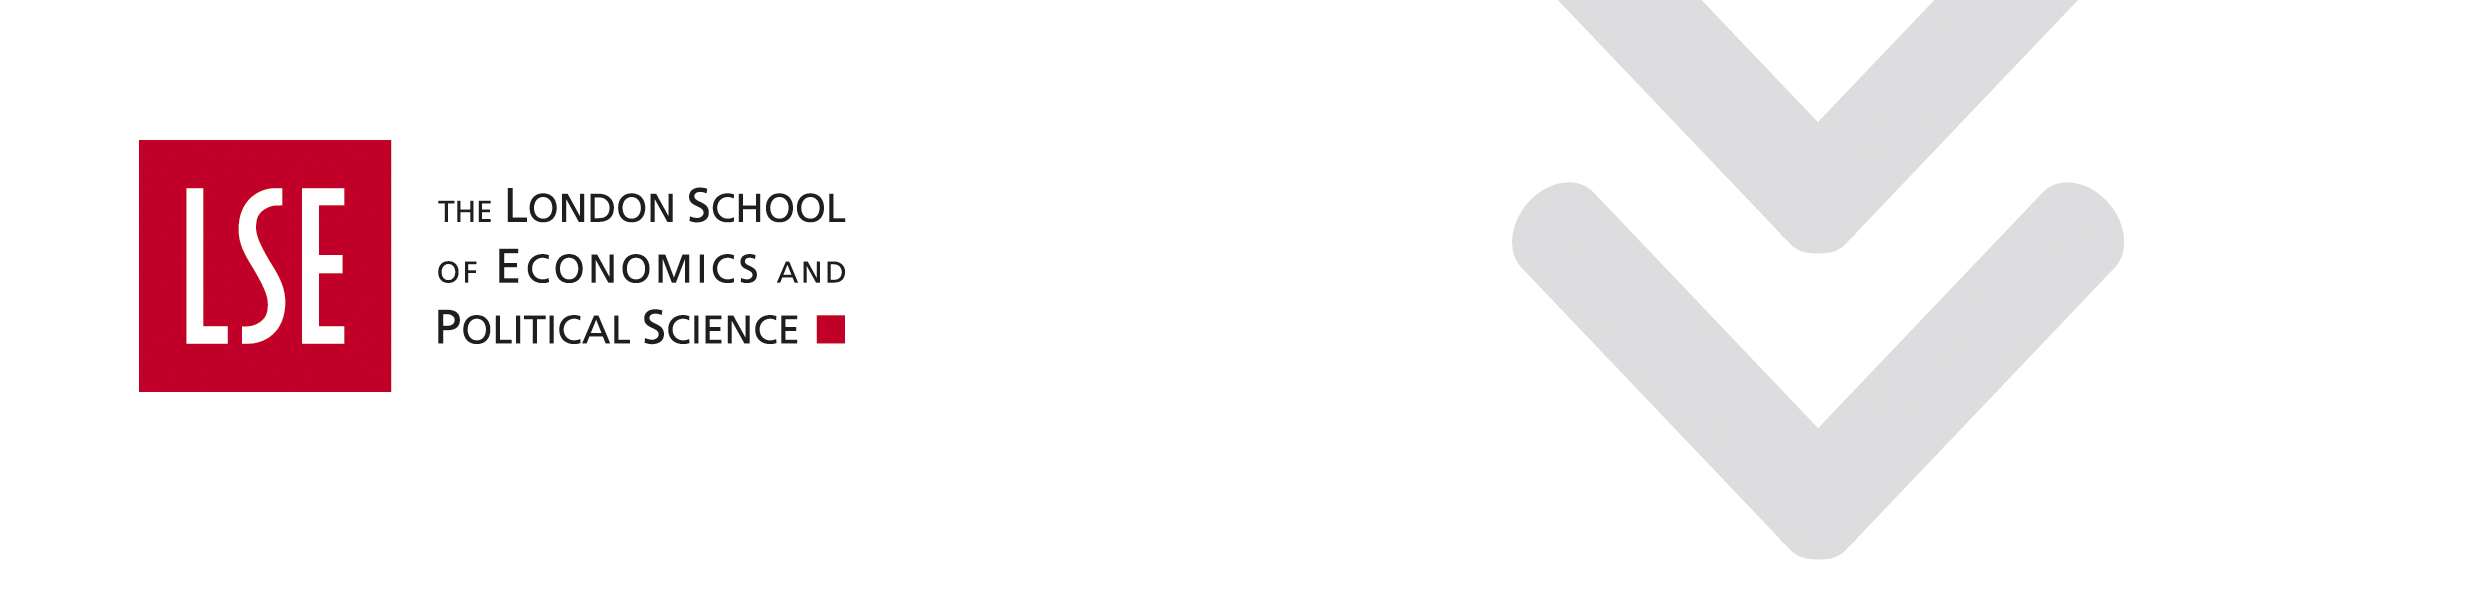 LSE
THE LONDON SCHOOL
OF ECONOMICS AND
POLITICAL SCIENCE